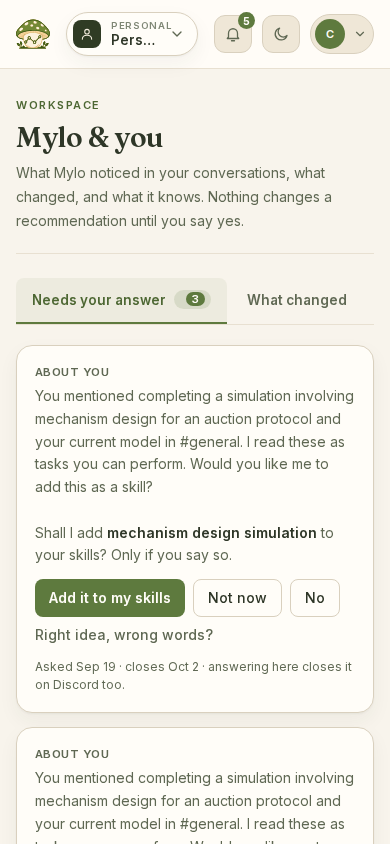 PERSONAL
Pers...
5
C
WORKSPACE
Mylo & you
What Mylo noticed in your conversations, what
changed, and what it knows. Nothing changes a
recommendation until you say yes.
Needs your answer 3
What changed
ABOUT YOU
You mentioned completing a simulation involving
mechanism design for an auction protocol and
your current model in #general. I read these as
tasks you can perform. Would you like me to
add this as a skill?
Shall I add mechanism design simulation to
your skills? Only if you say so.
Add it to my skills
Not now
No
Right idea, wrong words?
Asked Sep 19 · closes Oct 2 · answering here closes it
on Discord too.
ABOUT YOU
You mentioned completing a simulation involving
mechanism design for an auction protocol and
your current model in #general. I read these as